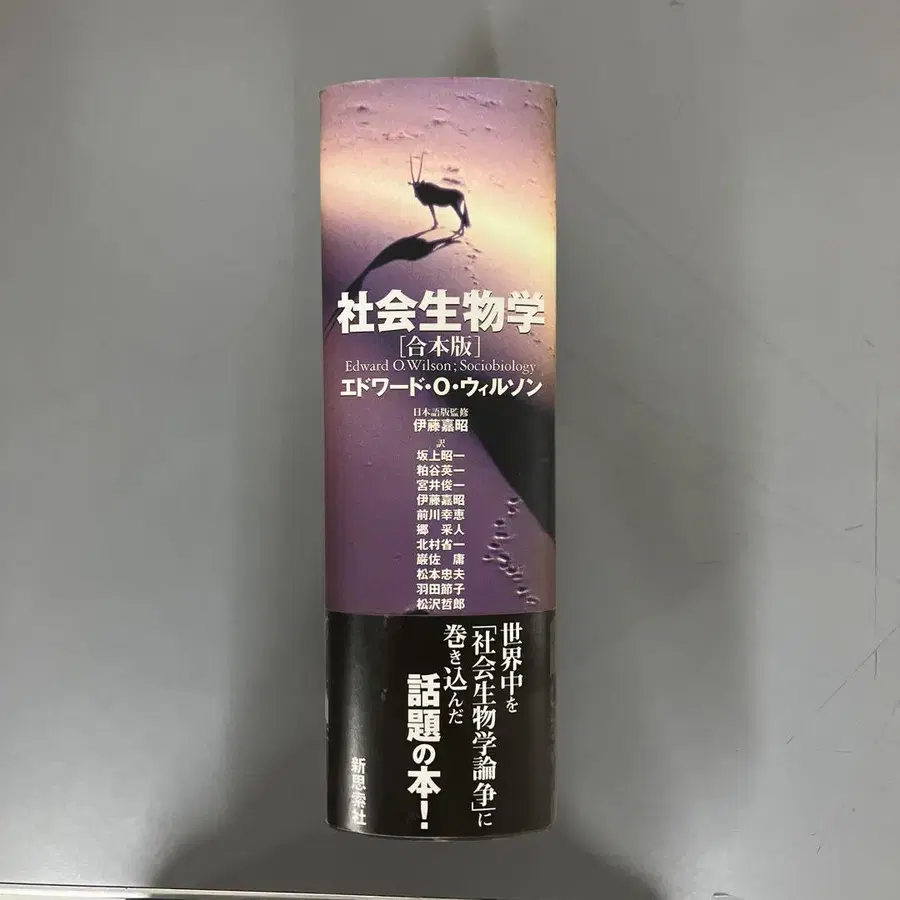 社会生物学
[合本版]
Edward O.Wilson ; Sociobiology
エドワード・O・ウィルソン
日本語版監修
伊藤嘉昭
訳
坂上昭一
粕谷英一
宮井俊一
伊藤嘉昭
前川幸恵
郷 采人
北村省一
巌佐 庸
松本忠夫
羽田節子
松沢哲郎
世界中を
「社会生物学論争」に
巻き込んだ
話題の本!
新思索社